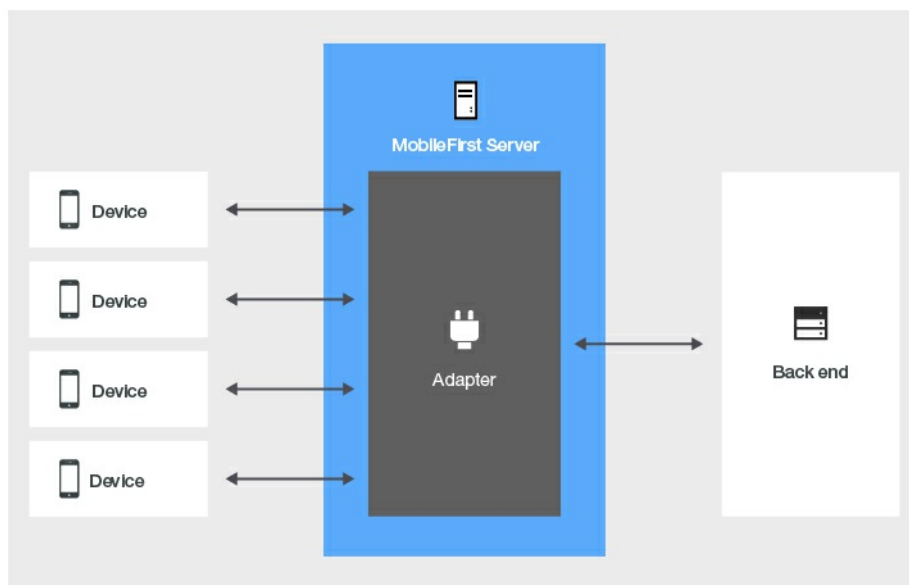 MobileFirst Server
Device
Device
Device
Device
Adapter
Back end